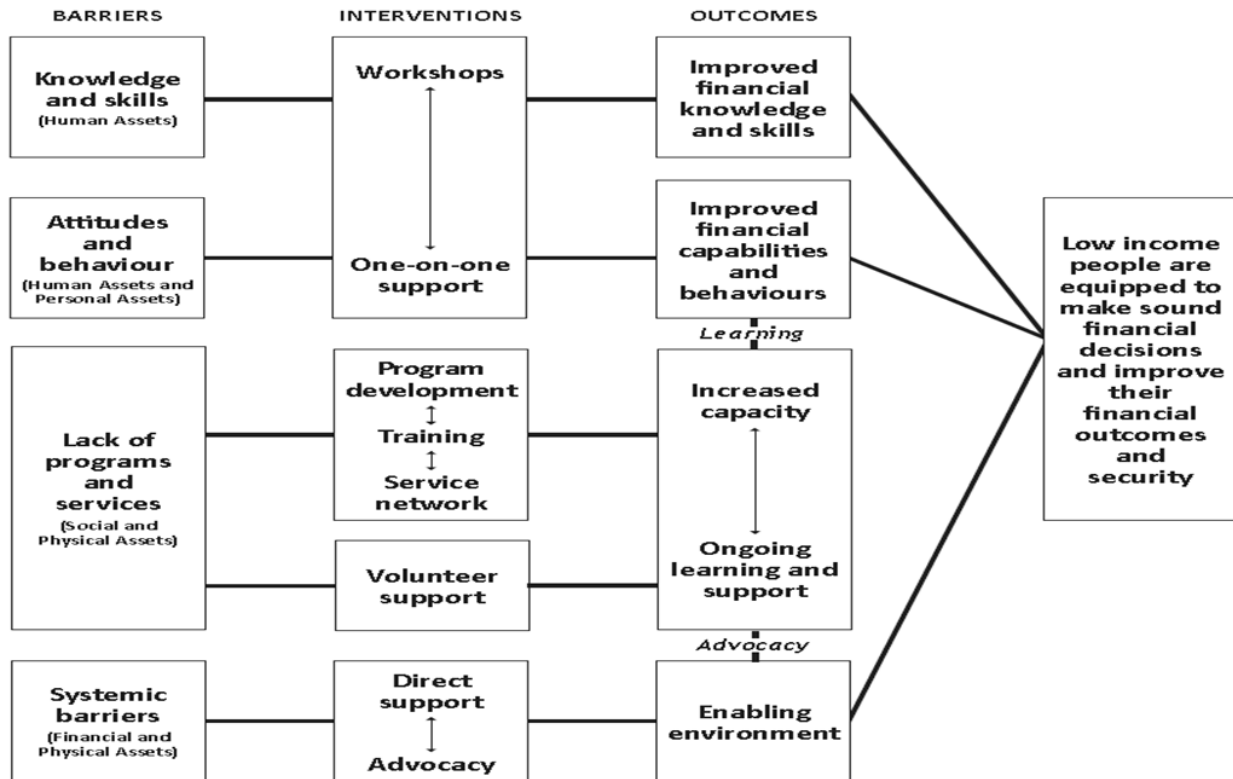 BARRIERS
INTERVENTIONS
OUTCOMES
Knowledge
and skills
(Human Assets)
Workshops
Improved
financial
knowledge
and skills
Attitudes
and
behaviour
(Human Assets and
Personal Assets)
One-on-one
support
Improved
financial
capabilities
and
behaviours
Learning
Lack of
programs
and
services
(Social and
Physical Assets)
Program
development
Training
Service
network
Volunteer
support
Increased
capacity
Ongoing
learning and
support
Advocacy
Systemic
barriers
(Financial and
Physical Assets)
Direct
support
Advocacy
Enabling
environment
Low income
people are
equipped to
make sound
financial
decisions
and improve
their
financial
outcomes
and
security